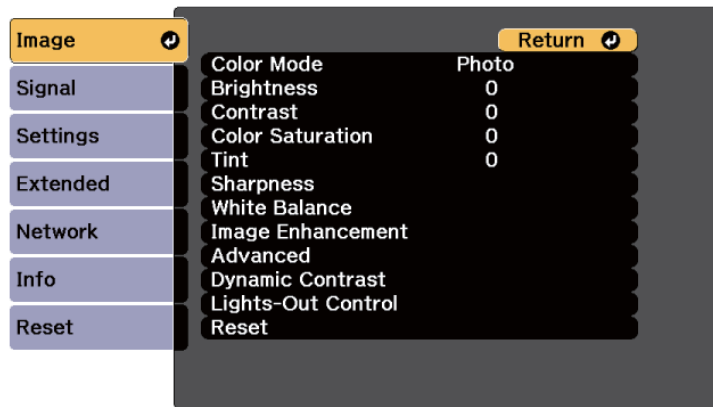 Image
Signal
Settings
Extended
Network
Info
Reset
Return
Color Mode Photo
Brightness 0
Contrast 0
Color Saturation 0
Tint 0
Sharpness
White Balance
Image Enhancement
Advanced
Dynamic Contrast
Lights-Out Control
Reset